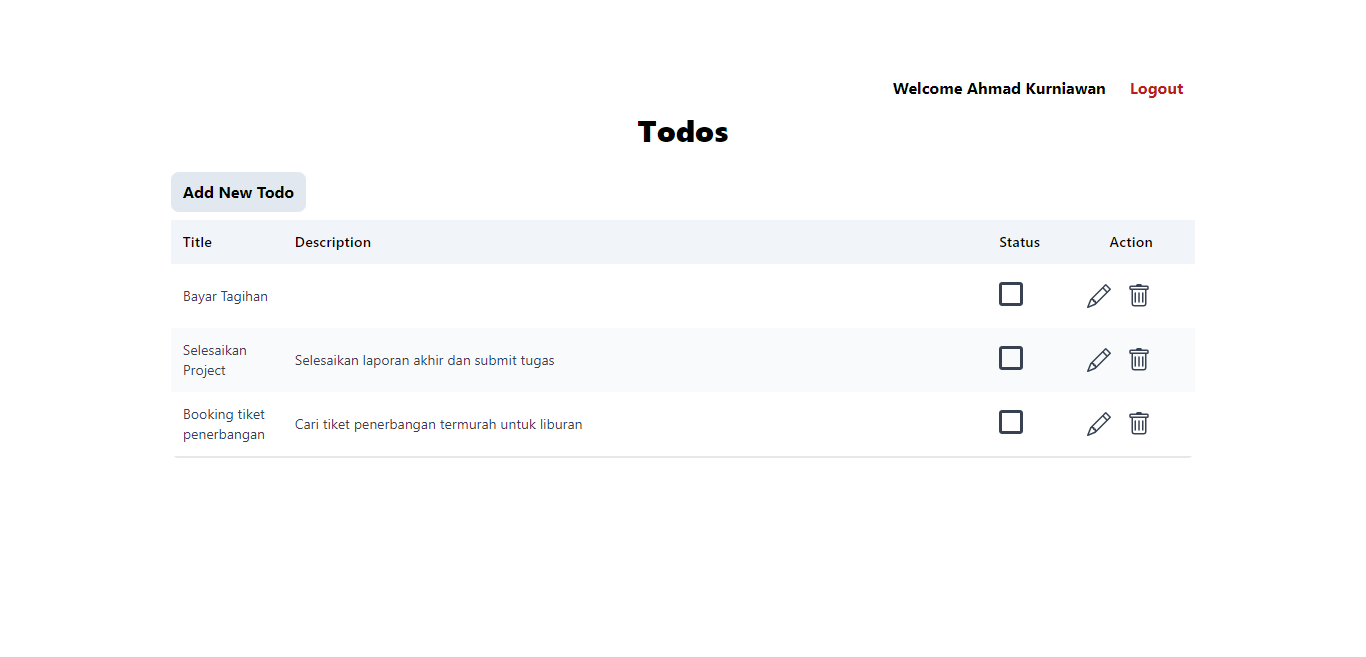 Welcome Ahmad Kurniawan Logout
Todos
Add New Todo
Title Description Status Action
Bayar Tagihan
Selesaikan
Project
Selesaikan laporan akhir dan submit tugas
Booking tiket
penerbangan
Cari tiket penerbangan termurah untuk liburan